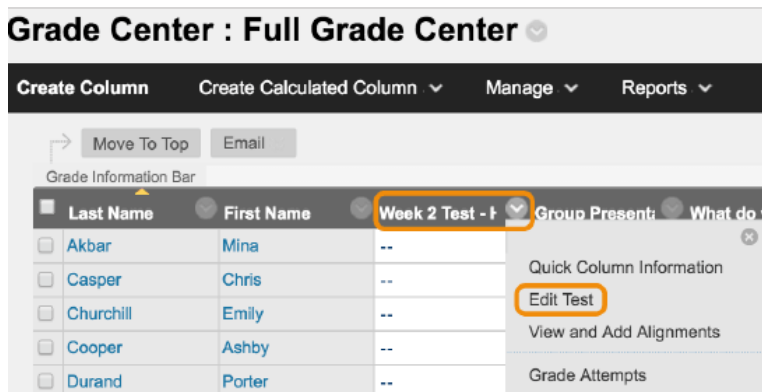 Grade Center : Full Grade Center
Create Column Create Calculated Column Manage Reports
Move To Top Email
Grade Information Bar
Last Name First Name Week 2 Test - Group What do
Akbar Mina --
Quick Column Information
Casper Chris --
Edit Test
Churchill Emily --
View and Add Alignments
Cooper Ashby --
Grade Attempts
Durand Porter --